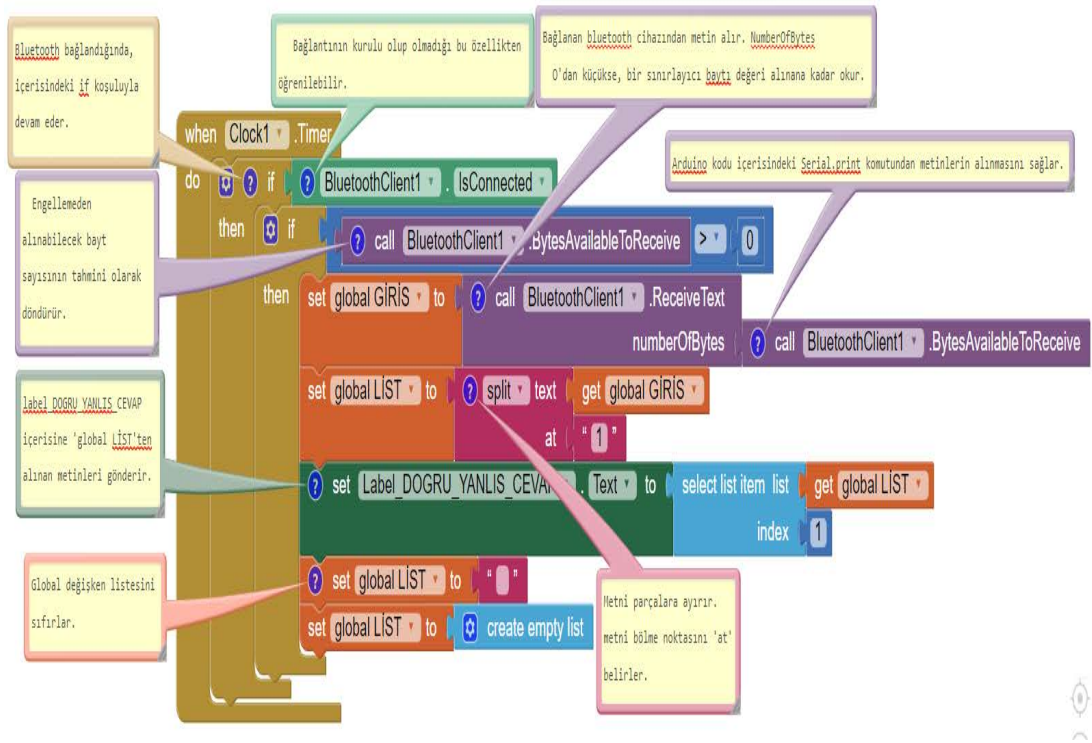 Bluetooth bağlandığında,
içerisindeki if koşuluyla
devam eder.
Bağlantının kurulu olup olmadığı bu özellikten
öğrenilebilir.
Bağlanan bluetooth cihazından metin alır. NumberOfBytes
O'dan küçükse, bir sınırlayıcı baytı değeri alınana kadar okur.
Arduino kodu içerisindeki Serial.print komutundan metinlerin alınmasını sağlar.
when Clock1 .Timer
do ? if ? BluetoothClient1 . IsConnected
Engellemeden
alınabilecek bayt
sayısının tahmini olarak
döndürür.
then if ? call BluetoothClient1 .BytesAvailableToReceive > 0
then set global GİRİS to ? call BluetoothClient1 .ReceiveText
numberOfBytes ? call BluetoothClient1 .BytesAvailableToReceive
set global LİST to ? split text get global GİRİS
at " 1 "
label_DOGRU_YANLIS_CEVAP
içerisine 'global LİST'ten
alınan metinleri gönderir.
? set Label_DOGRU_YANLIS_CEVAP . Text to select list item list get global LİST
index 1
Global değişken listesini
sıfırlar.
? set global LİST to " "
set global LİST to create empty list
Metni parçalara ayırır.
metni bölme noktasını 'at'
belirler.